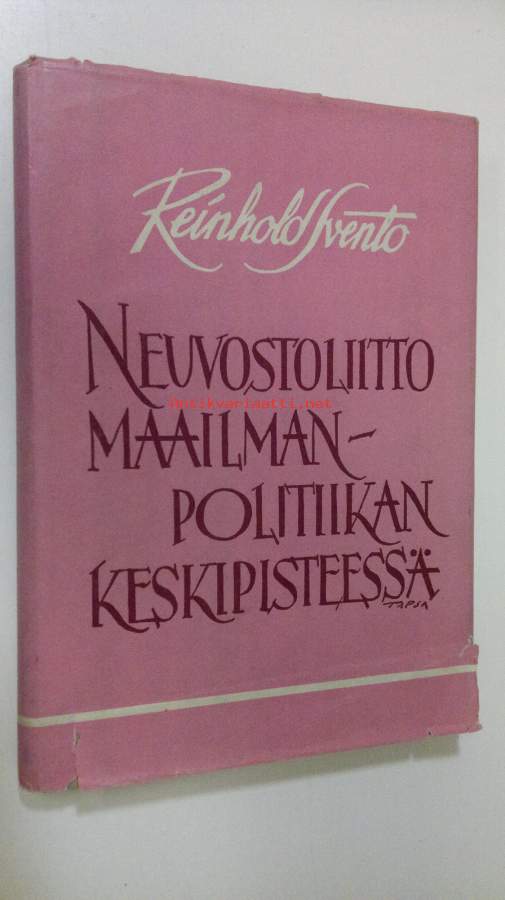 Reinhold Svento
NEUVOSTOLIITTO
antikvariaatti.net
MAAILMAN-
POLITIIKAN
KESKIPISTEESSÄ
TAPSA